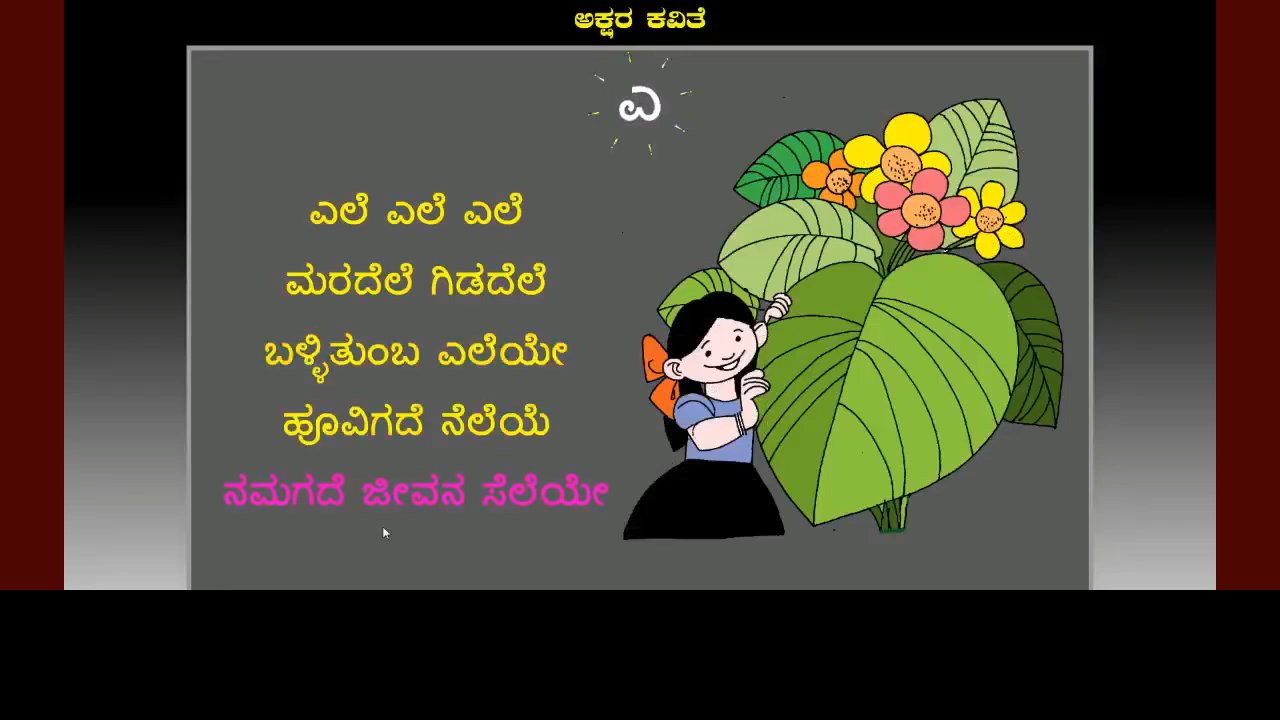 ಅಕ್ಷರ ಕವಿತೆ
ಎ
ಎಲೆ ಎಲೆ ಎಲೆ
ಮರದೆಲೆ ಗಿಡದೆಲೆ
ಬಳ್ಳಿತುಂಬ ಎಲೆಯೇ
ಹೂವಿಗದೆ ನೆಲೆಯೆ
ನಮಗದೆ ಜೀವನ ಸೆಲೆಯೇ